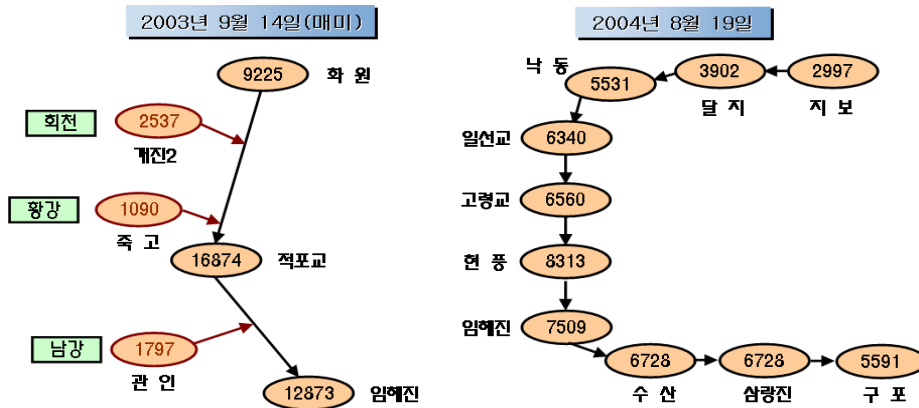 2003년 9월 14일(매미)
9225
화 원
회천
2537
개진2
황강
1090
죽 고
16874
적포교
남강
1797
관 인
12873
임해진
2004년 8월 19일
낙 동
5531
3902
2997
달 지
지 보
일선교
6340
고령교
6560
현 풍
8313
임해진
7509
6728
6728
5591
수 산
삼랑진
구 포